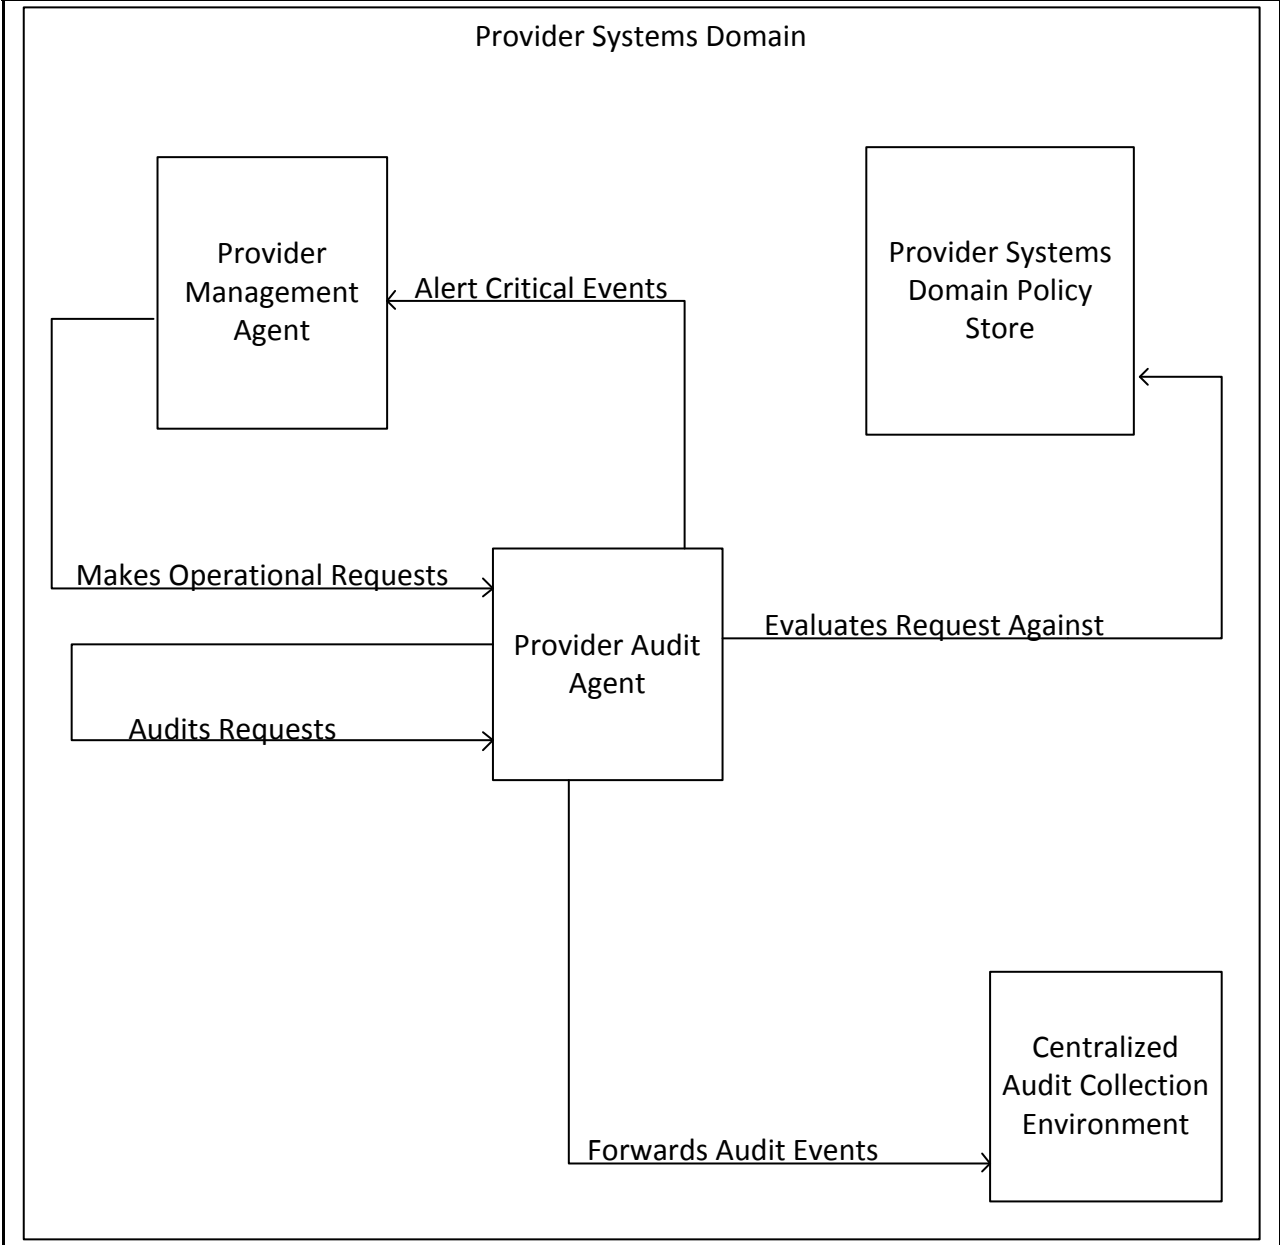 Provider Systems Domain
Provider
Management
Agent
Alert Critical Events
Provider Systems
Domain Policy
Store
Makes Operational Requests
Provider Audit
Agent
Evaluates Request Against
Audits Requests
Centralized
Audit Collection
Environment
Forwards Audit Events